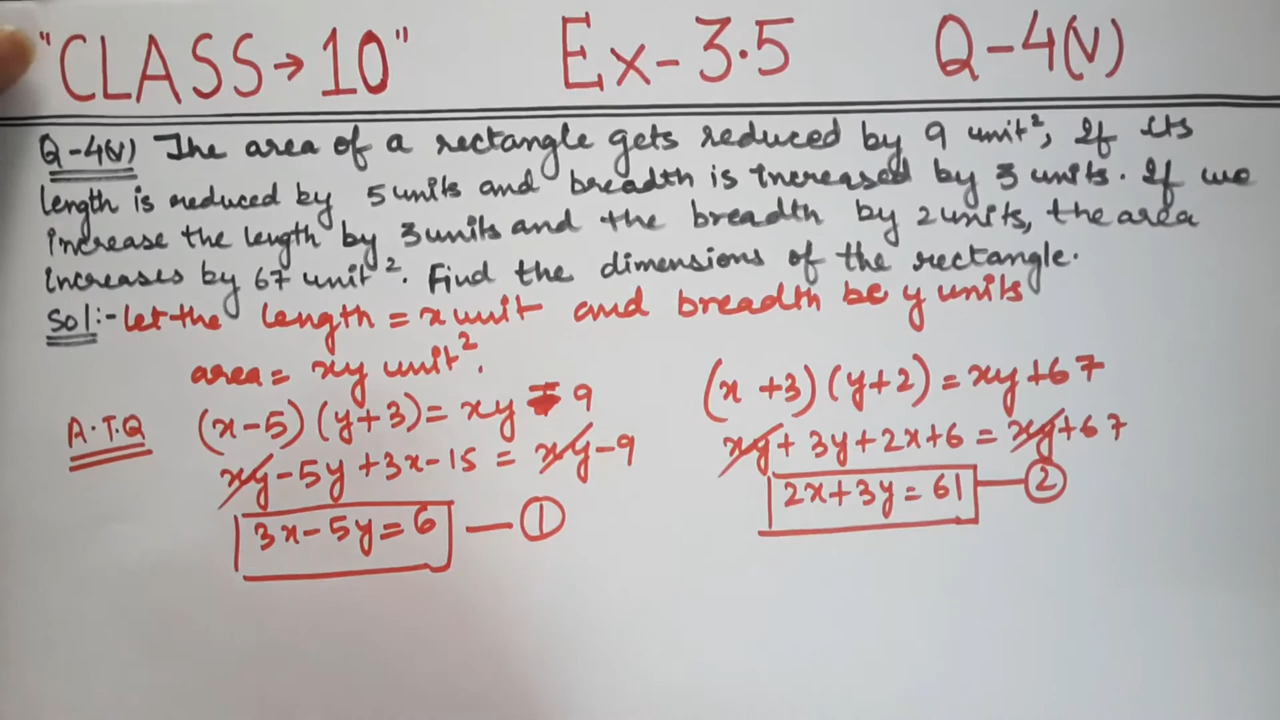 "CLASS → 10" Ex-3.5 Q-4(v)
Q-4(v) The area of a rectangle gets reduced by 9 unit², If its
length is reduced by 5 units and breadth is increased by 3 units. If we
increase the length by 3 units and the breadth by 2 units, the area
increases by 67 unit². Find the dimensions of the rectangle.
Sol:- let the length = x unit and breadth be y units
area = xy unit².
A.T.Q (x-5)(y+3) = xy - 9
xy - 5y + 3x - 15 = xy - 9
3x - 5y = 6 — ①
(x+3)(y+2) = xy + 67
xy + 3y + 2x + 6 = xy + 67
2x + 3y = 61 — ②